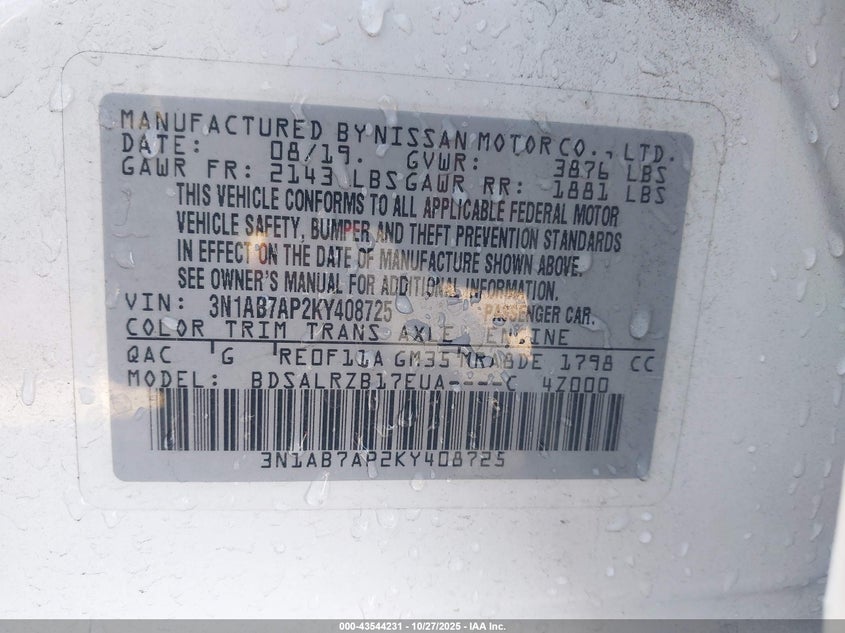 MANUFACTURED BY NISSAN MOTOR CO., LTD.
DATE: 08/19. GVWR: 3876 LBS
GAWR FR: 2143 LBS GAWR RR: 1881 LBS
THIS VEHICLE CONFORMS TO ALL APPLICABLE FEDERAL MOTOR
VEHICLE SAFETY, BUMPER AND THEFT PREVENTION STANDARDS
IN EFFECT ON THE DATE OF MANUFACTURE SHOWN ABOVE.
SEE OWNER'S MANUAL FOR ADDITIONAL INFORMATION.
VIN: 3N1AB7AP2KY408725 PASSENGER CAR.
COLOR TRIM TRANS AXLE ENGINE
QAC G RE0F11A GM35 MRA8DE 1798 CC
MODEL: BDSALRZB17EUA----C 4Z000
3N1AB7AP2KY408725
000-43544231 | 10/27/2025 | IAA Inc.